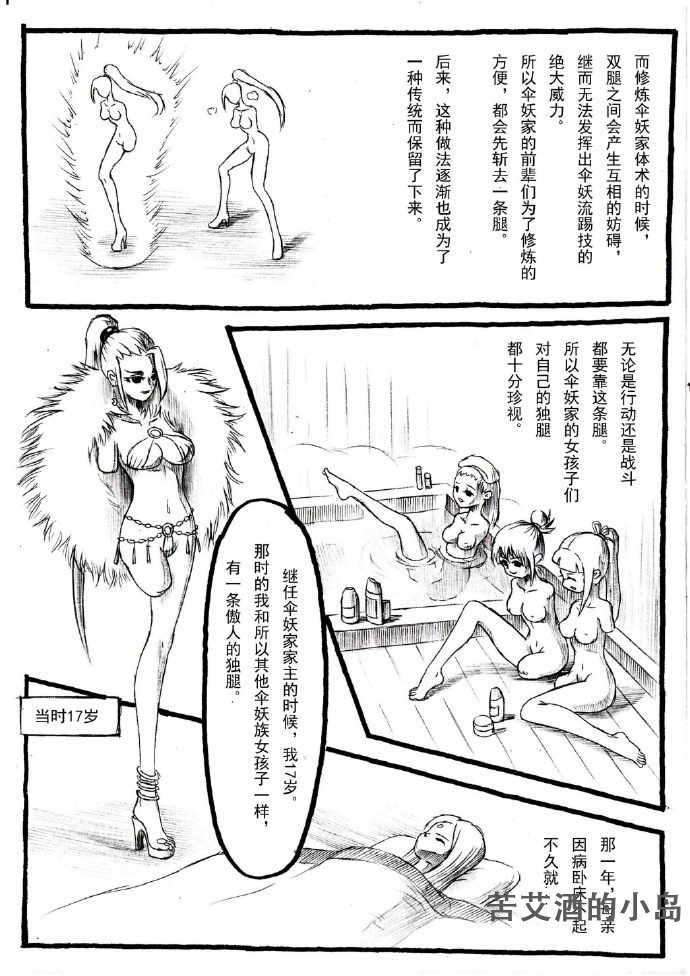 而修炼伞妖家体术的时候，
双腿之间会产生互相的妨碍，
继而无法发挥出伞妖流踢技的
绝大威力。
所以伞妖家的前辈们为了修炼的
方便，都会先斩去一条腿。
后来，这种做法逐渐也成为了
一种传统而保留了下来。
无论是行动还是战斗
都要靠这条腿。
所以伞妖家的女孩子们
对自己的独腿
都十分珍视。
继任伞妖家家主的时候，我17岁。
那时的我和所以其他伞妖族女孩子一样，
有一条傲人的独腿。
当时17岁
那一年，母亲
因病卧床不起
不久就
苦艾酒的小岛